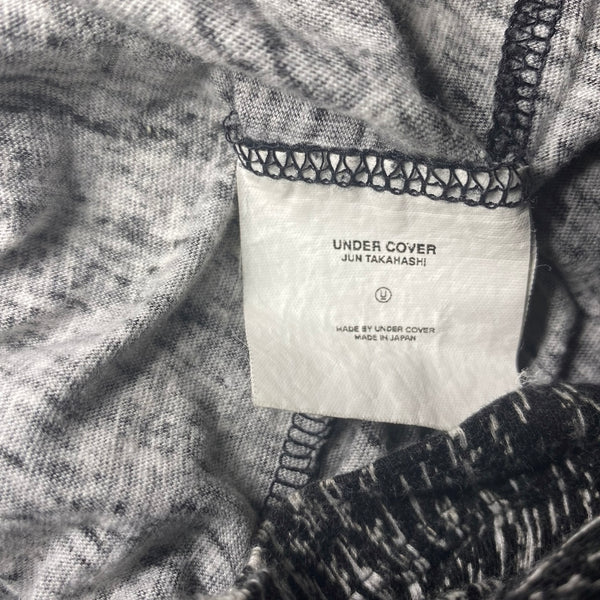 UNDER COVER
JUN TAKAHASHI
U
MADE BY UNDER COVER
MADE IN JAPAN